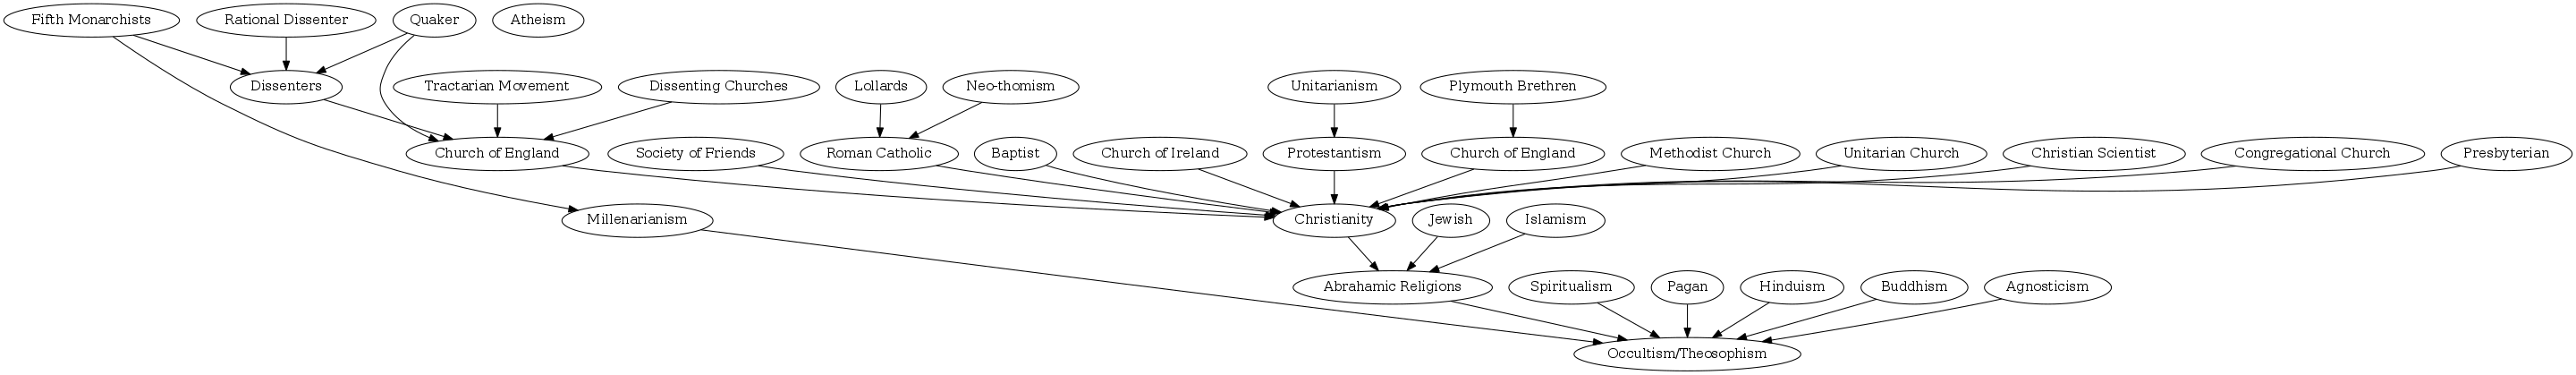 Fifth Monarchists
Rational Dissenter
Quaker
Atheism
Dissenters
Tractarian Movement
Dissenting Churches
Lollards
Neo-thomism
Unitarianism
Plymouth Brethren
Church of England
Society of Friends
Roman Catholic
Baptist
Church of Ireland
Protestantism
Church of England
Methodist Church
Unitarian Church
Christian Scientist
Congregational Church
Presbyterian
Millenarianism
Christianity
Jewish
Islamism
Abrahamic Religions
Spiritualism
Pagan
Hinduism
Buddhism
Agnosticism
Occultism/Theosophism